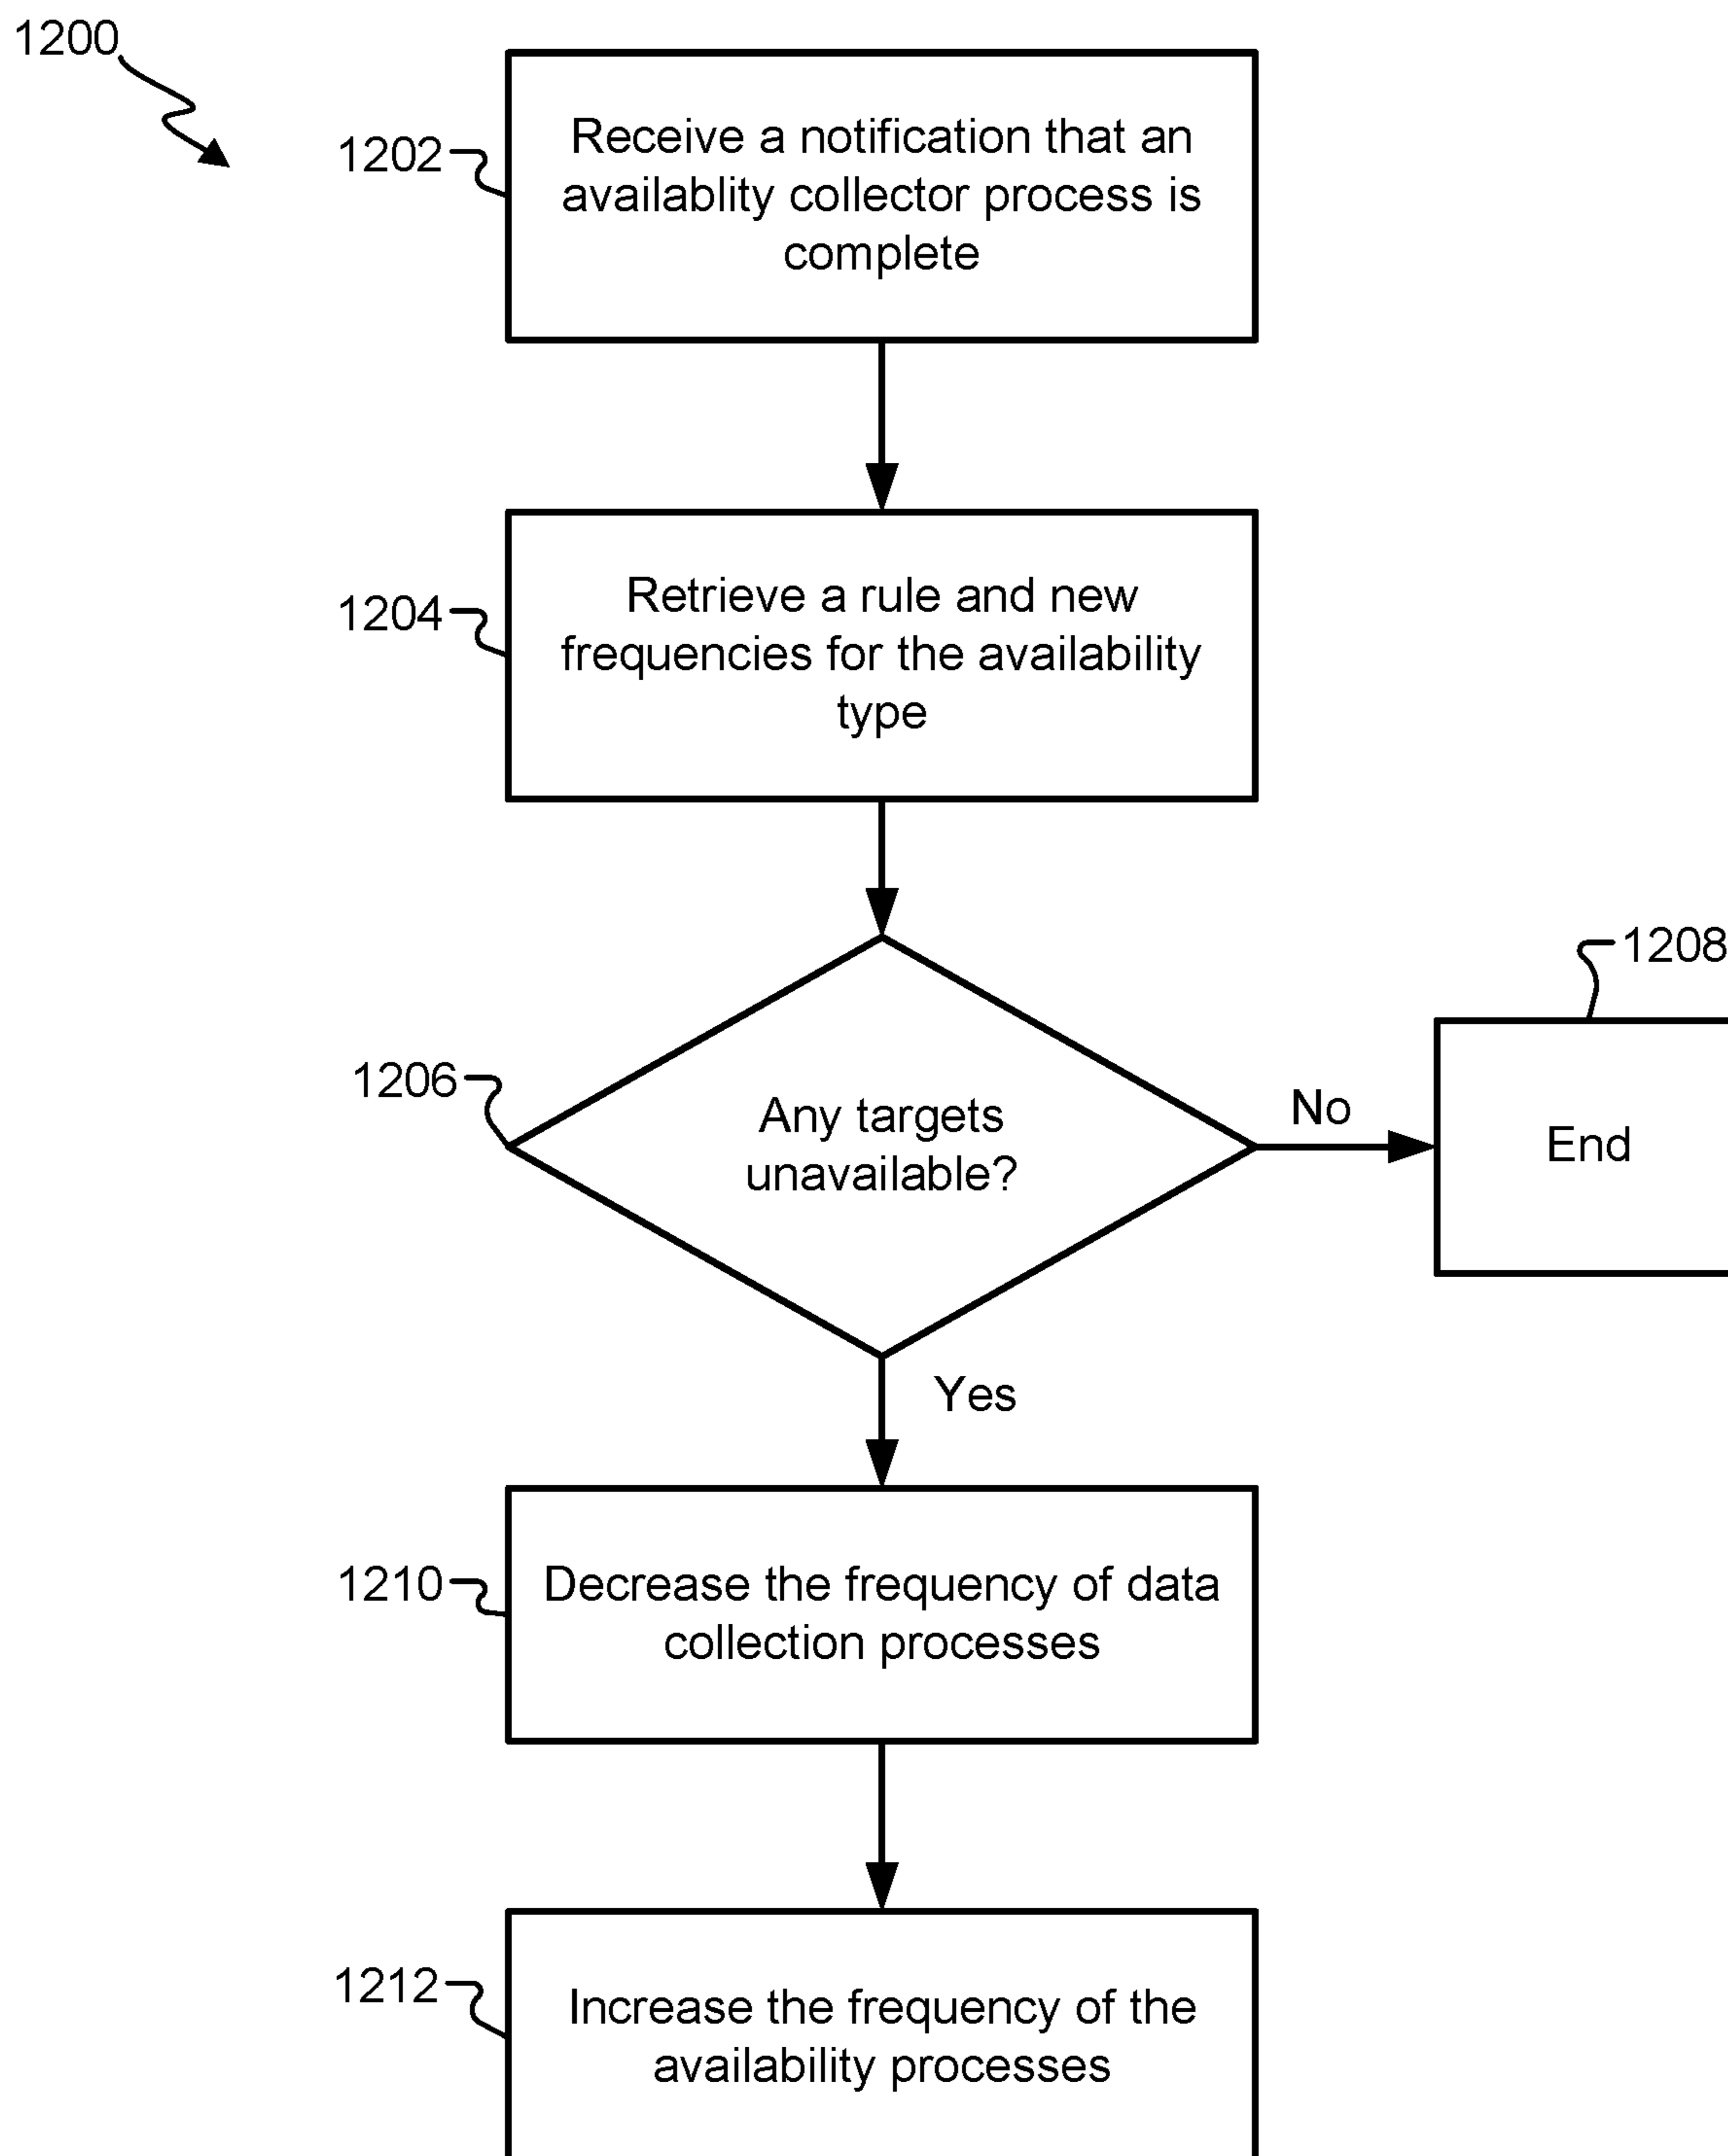 1200
1202
Receive a notification that an
availablity collector process is
complete
1204
Retrieve a rule and new
frequencies for the availability
type
1206
Any targets
unavailable?
No
1208
End
Yes
1210
Decrease the frequency of data
collection processes
1212
Increase the frequency of the
availability processes